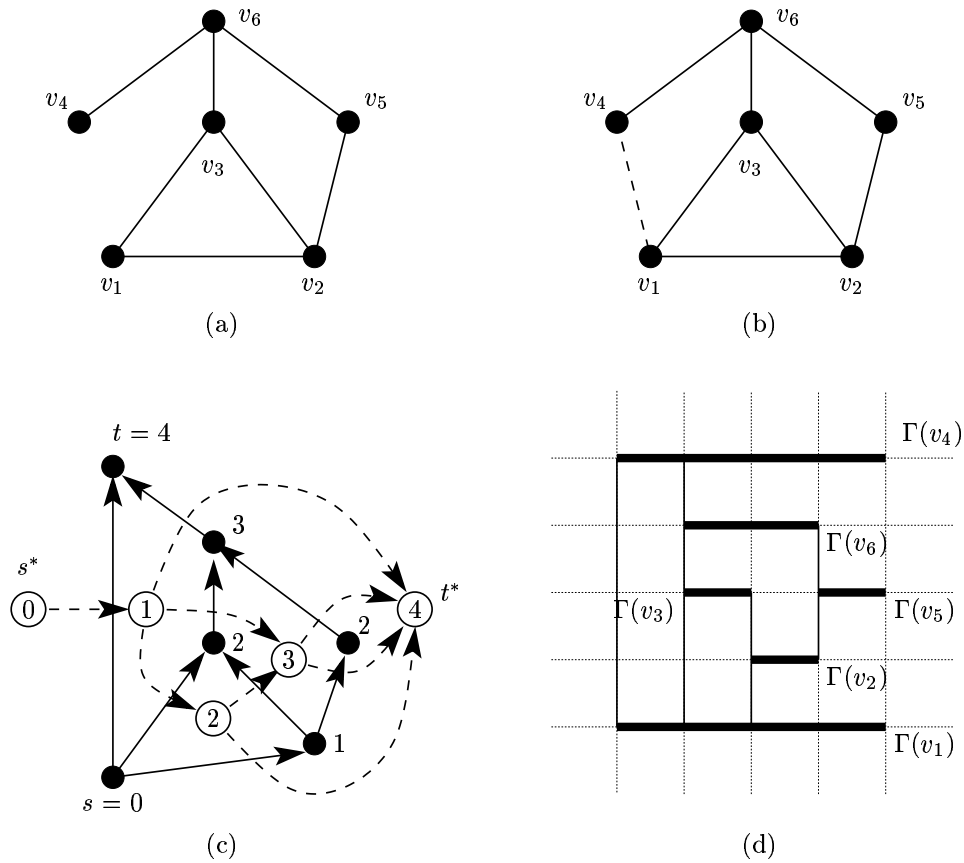 v6
v4
v5
v3
v1
v2
(a)
v6
v4
v5
v3
v1
v2
(b)
t = 4
3
s*
0
1
2
2
t*
4
3
2
1
s = 0
(c)
Γ(v4)
Γ(v6)
Γ(v3)
Γ(v5)
Γ(v2)
Γ(v1)
(d)